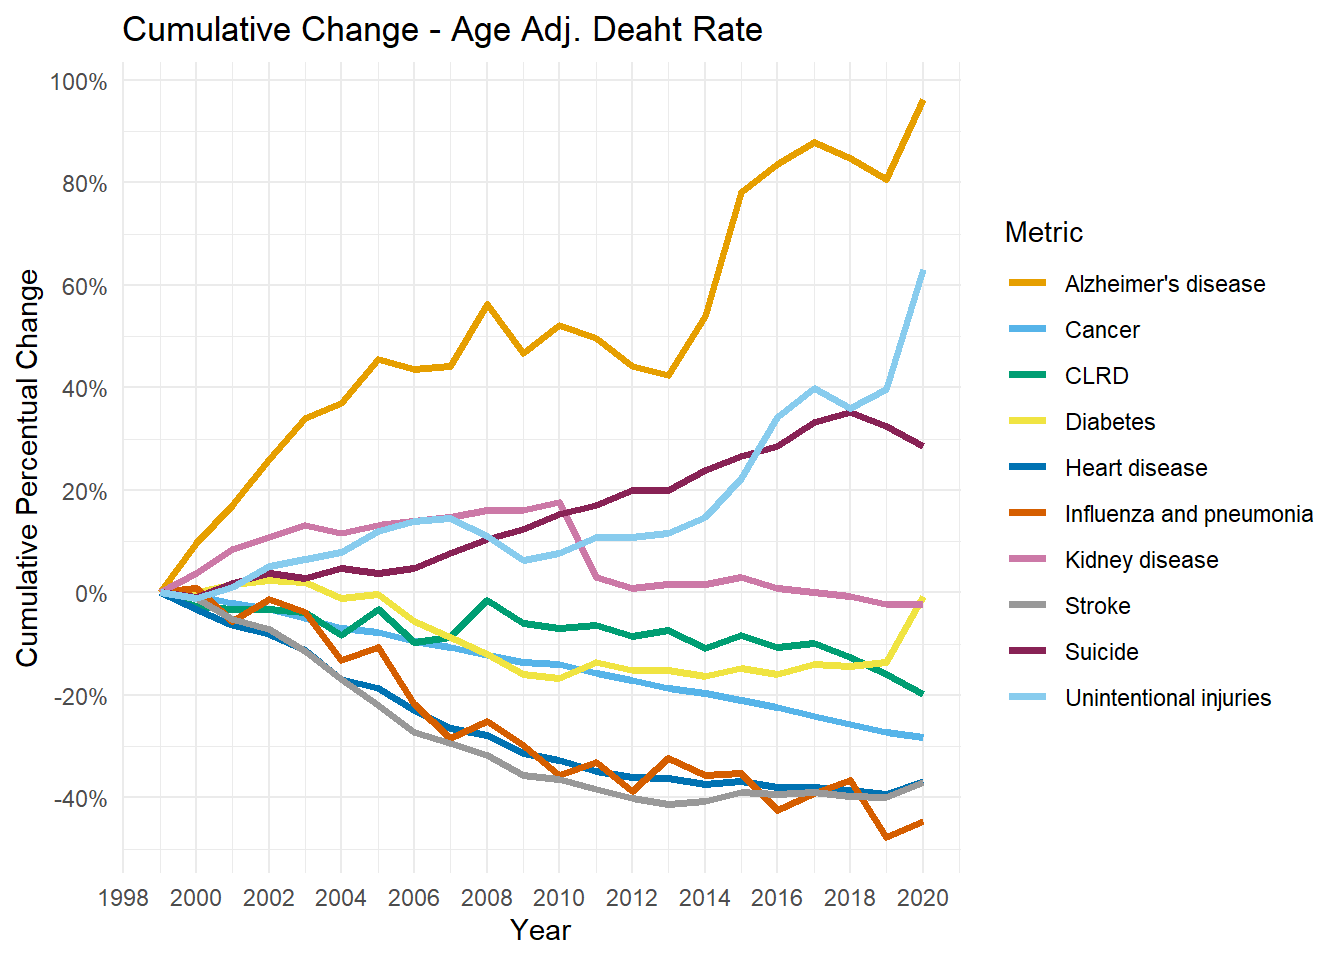 Cumulative Change - Age Adj. Deaht Rate
Cumulative Percentual Change
100%
80%
60%
40%
20%
0%
-20%
-40%
1998 2000 2002 2004 2006 2008 2010 2012 2014 2016 2018 2020
Year
Metric
Alzheimer's disease
Cancer
CLRD
Diabetes
Heart disease
Influenza and pneumonia
Kidney disease
Stroke
Suicide
Unintentional injuries